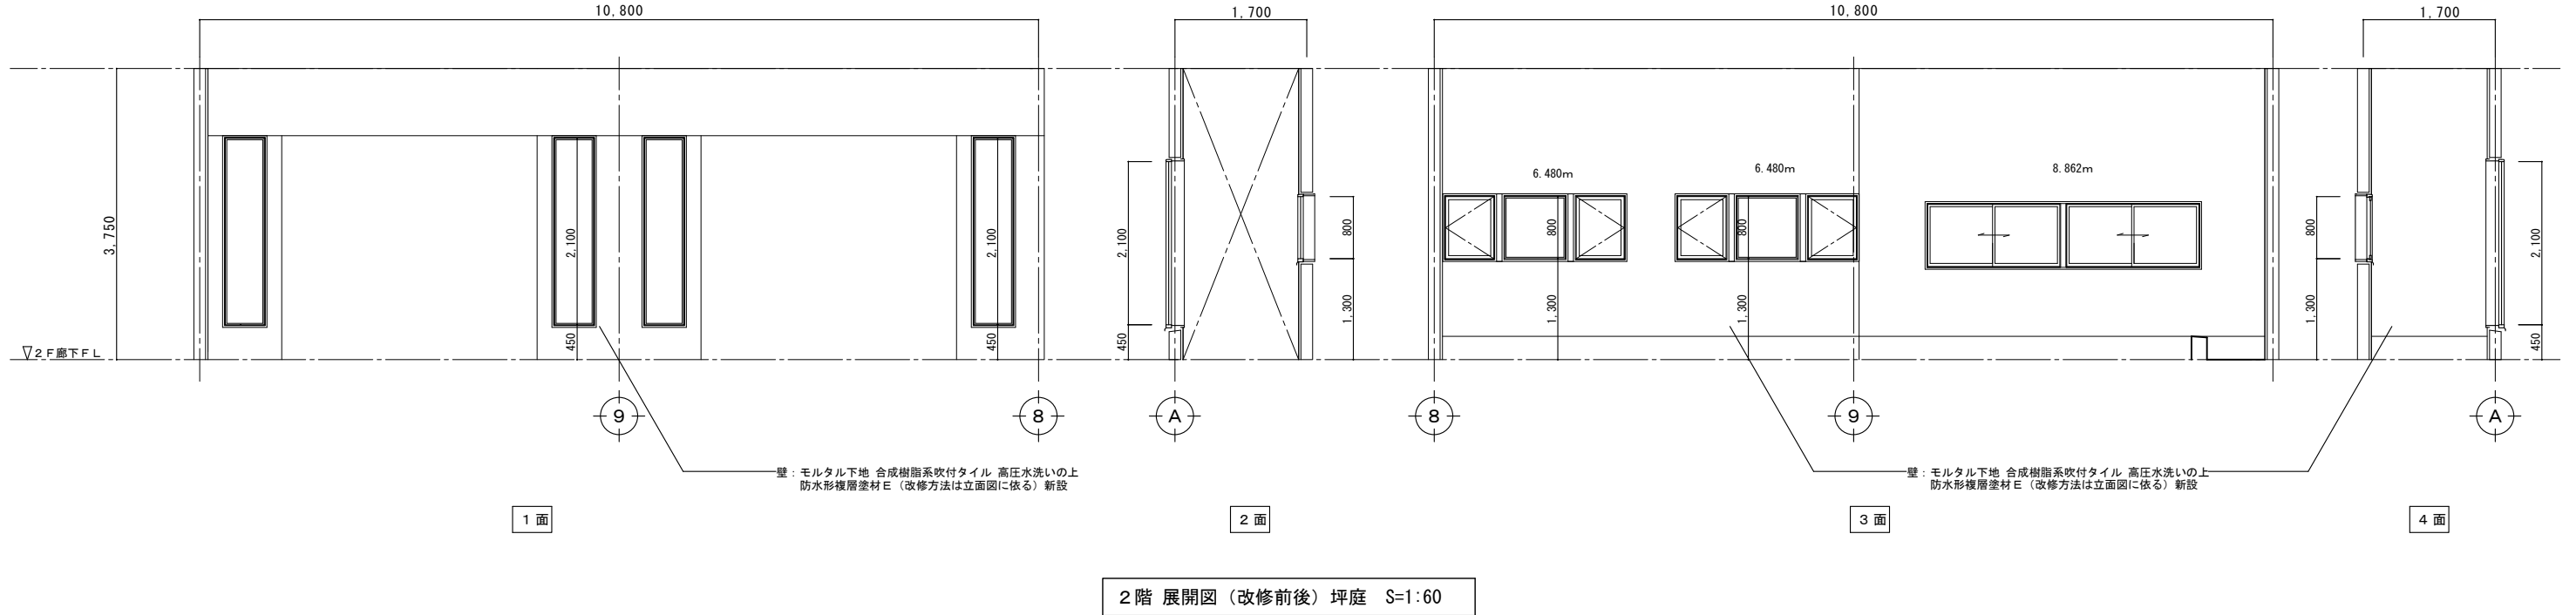 10,800
1,700
10,800
1,700
3,750
2,100
450
2,100
450
2,100
450
800
1,300
6.480m
6.480m
8.862m
800
1,300
800
1,300
800
1,300
2,100
450
▽2F廊下FL
9
8
A
8
9
A
壁：モルタル下地 合成樹脂系吹付タイル 高圧水洗いの上
防水形複層塗材E（改修方法は立面図に依る）新設
壁：モルタル下地 合成樹脂系吹付タイル 高圧水洗いの上
防水形複層塗材E（改修方法は立面図に依る）新設
1面
2面
3面
4面
2階 展開図（改修前後）坪庭 S=1:60